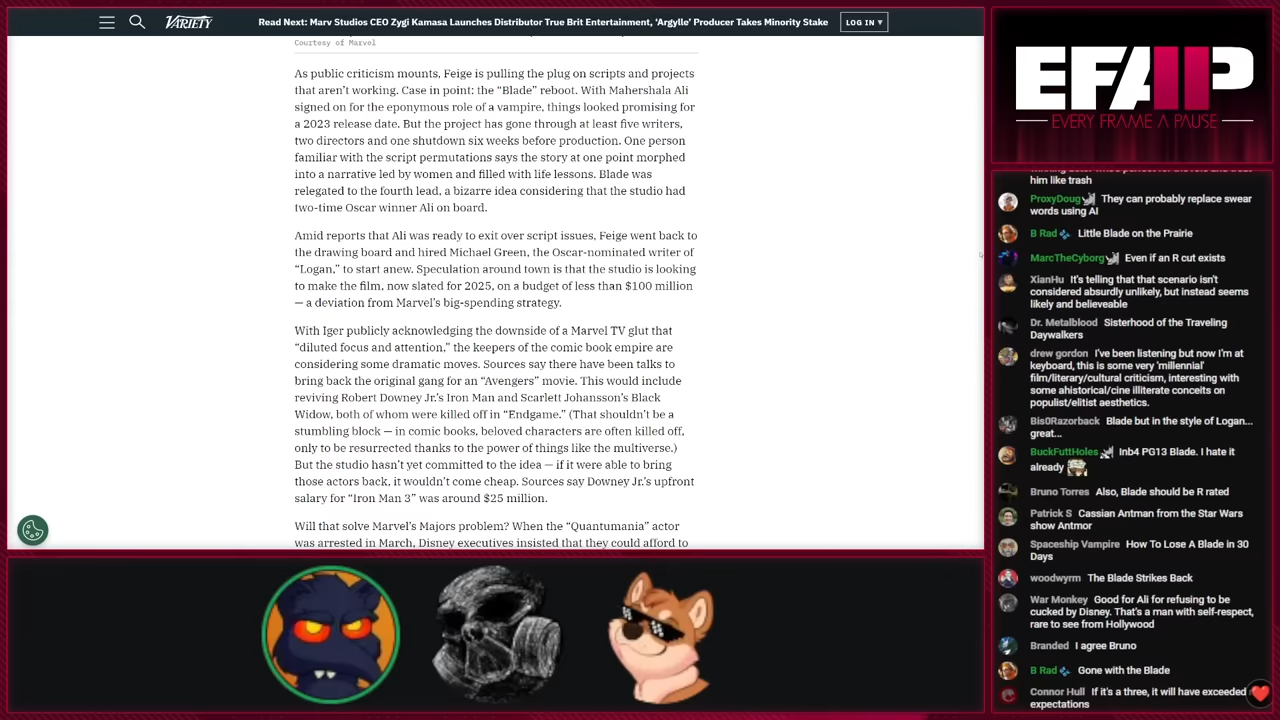 VARIETY
Read Next: Marv Studios CEO Zygi Kamasa Launches Distributor True Brit Entertainment, ‘Argylle’ Producer Takes Minority Stake
LOG IN ▾
Courtesy of Marvel
As public criticism mounts, Feige is pulling the plug on scripts and projects
that aren’t working. Case in point: the “Blade” reboot. With Mahershala Ali
signed on for the eponymous role of a vampire, things looked promising for
a 2023 release date. But the project has gone through at least five writers,
two directors and one shutdown six weeks before production. One person
familiar with the script permutations says the story at one point morphed
into a narrative led by women and filled with life lessons. Blade was
relegated to the fourth lead, a bizarre idea considering that the studio had
two-time Oscar winner Ali on board.
Amid reports that Ali was ready to exit over script issues, Feige went back to
the drawing board and hired Michael Green, the Oscar-nominated writer of
“Logan,” to start anew. Speculation around town is that the studio is looking
to make the film, now slated for 2025, on a budget of less than $100 million
— a deviation from Marvel’s big-spending strategy.
With Iger publicly acknowledging the downside of a Marvel TV glut that
“diluted focus and attention,” the keepers of the comic book empire are
considering some dramatic moves. Sources say there have been talks to
bring back the original gang for an “Avengers” movie. This would include
reviving Robert Downey Jr.’s Iron Man and Scarlett Johansson’s Black
Widow, both of whom were killed off in “Endgame.” (That shouldn’t be a
stumbling block — in comic books, beloved characters are often killed off,
only to be resurrected thanks to the power of things like the multiverse.)
But the studio hasn’t yet committed to the idea — if it were able to bring
those actors back, it wouldn’t come cheap. Sources say Downey Jr.’s upfront
salary for “Iron Man 3” was around $25 million.
Will that solve Marvel’s Majors problem? When the “Quantumania” actor
was arrested in March, Disney executives insisted that they could afford to
EFAP
EVERY FRAME A PAUSE
him like trash
ProxyDoug They can probably replace swear
words using AI
B Rad Little Blade on the Prairie
MarcTheCyborg Even if an R cut exists
XianHu It's telling that that scenario isn't
considered absurdly unlikely, but instead seems
likely and believeable
Dr. Metalblood Sisterhood of the Traveling
Daywalkers
drew gordon I've been listening but now I'm at
keyboard, this is some very 'millennial'
film/literary/cultural criticism, interesting with
some ahistorical/cine illiterate conceits on
populist/elitist aesthetics.
Bis0Razorback Blade but in the style of Logan...
great...
BuckFuttHoles Inb4 PG13 Blade. I hate it
already
Bruno Torres Also, Blade should be R rated
Patrick S Cassian Antman from the Star Wars
show Antmor
Spaceship Vampire How To Lose A Blade in 30
Days
woodwyrm The Blade Strikes Back
War Monkey Good for Ali for refusing to be
cucked by Disney. That's a man with self-respect,
rare to see from Hollywood
Branded I agree Bruno
B Rad Gone with the Blade
Connor Hull If it's a three, it will have exceeded
expectations